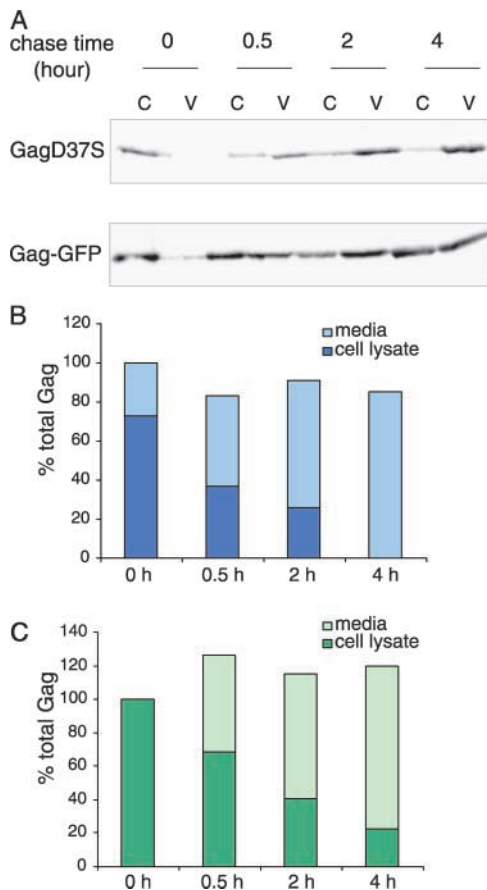 A
chase time
(hour)
0 0.5 2 4
C V C V C V C V
GagD37S
Gag-GFP
B
120
100
80
60
40
20
0
% total Gag
media
cell lysate
0 h 0.5 h 2 h 4 h
C
140
120
100
80
60
40
20
0
% total Gag
media
cell lysate
0 h 0.5 h 2 h 4 h